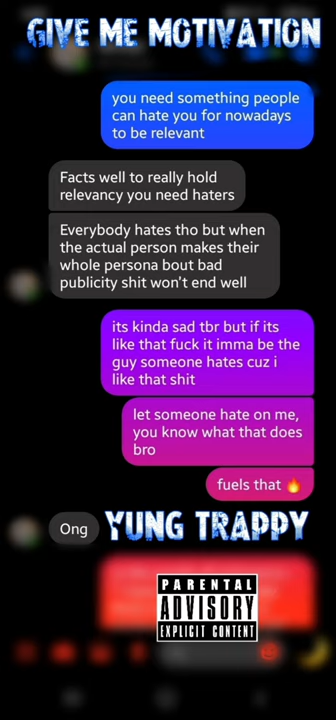 GIVE ME MOTIVATION
you need something people
can hate you for nowadays
to be relevant
Facts well to really hold
relevancy you need haters
Everybody hates tho but when
the actual person makes their
whole persona bout bad
publicity shit won't end well
its kinda sad tbr but if its
like that fuck it imma be the
guy someone hates cuz i
like that shit
let someone hate on me,
you know what that does
bro
fuels that 🔥
Ong
YUNG TRAPPY
PARENTAL
ADVISORY
EXPLICIT CONTENT